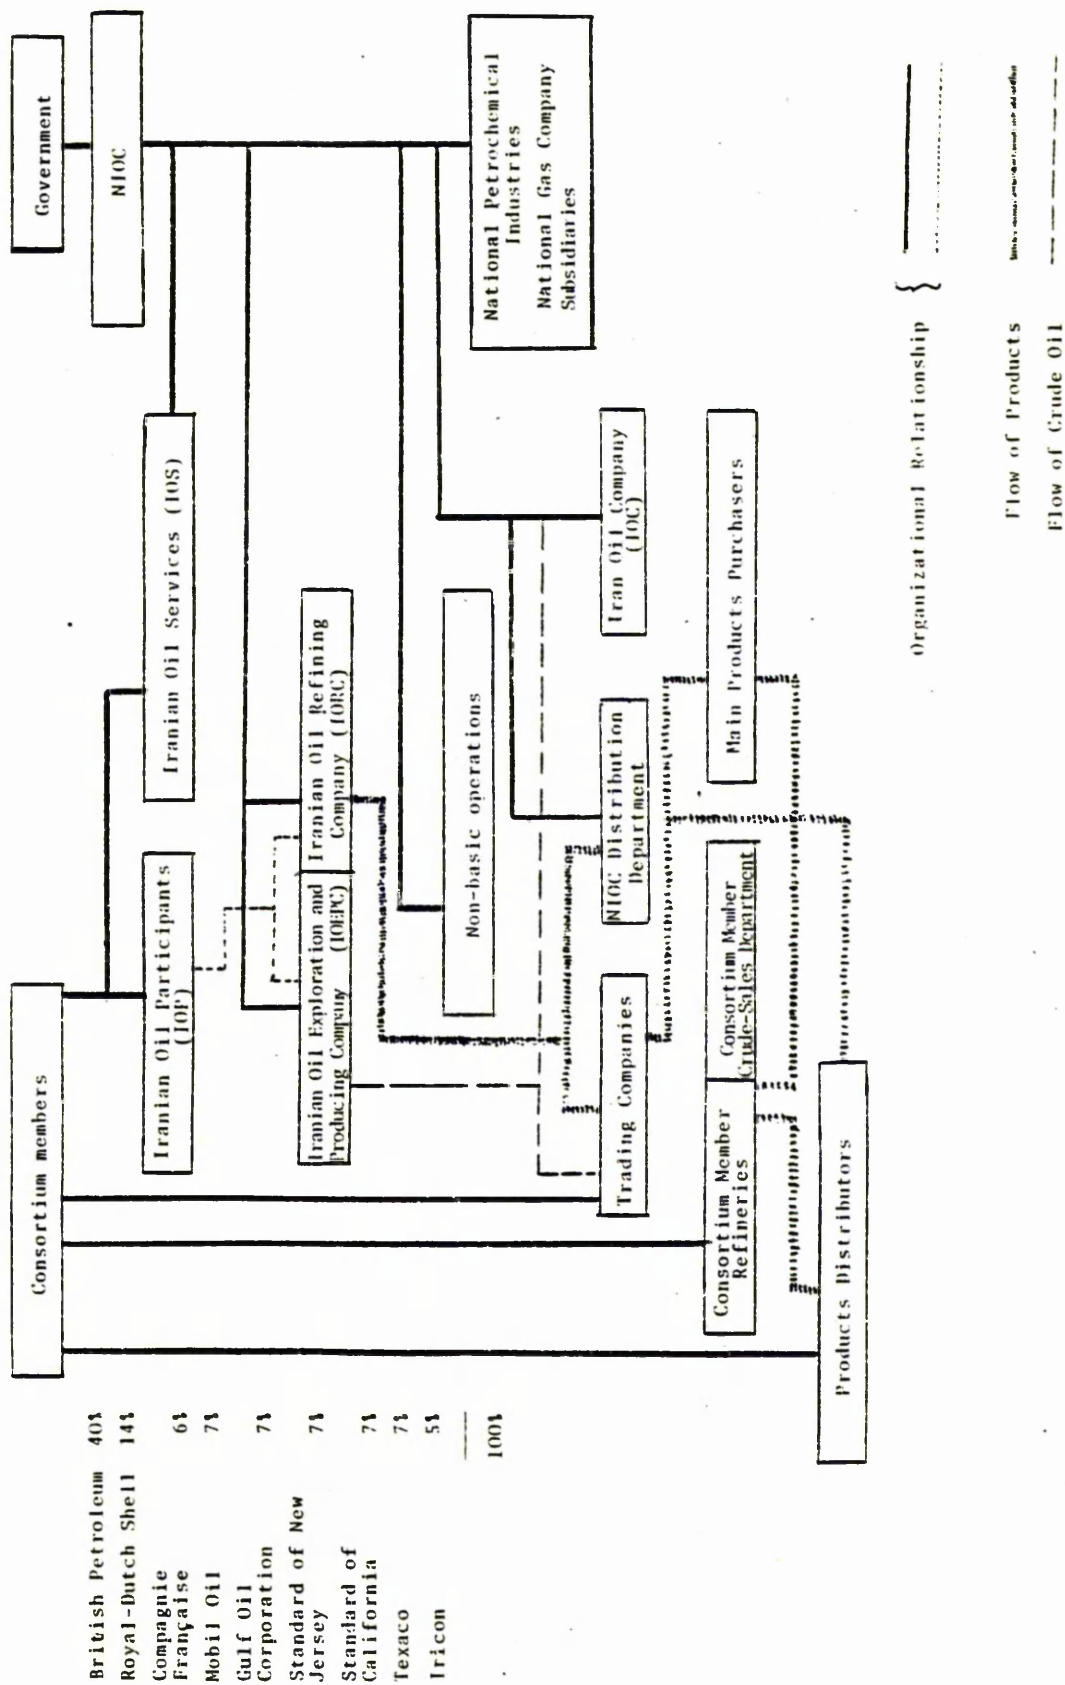 British Petroleum 40%
Royal-Dutch Shell 14%
Compagnie
Française 6%
Mobil Oil 7%
Gulf Oil
Corporation 7%
Standard of New
Jersey 7%
Standard of
California 7%
Texaco 7%
Iricon 5%
100%
Consortium members
Government
NIOC
Iranian Oil Participants
(IOP)
Iranian Oil Services (IOS)
Iranian Oil Exploration and
Producing Company (IOEPC)
Iranian Oil Refining
Company (IORC)
Non-basic operations
National Petrochemical
Industries
National Gas Company
Subsidiaries
Trading Companies
NIOC Distribution
Department
Iran Oil Company
(IOC)
Consortium Member
Refineries
Consortium Member
Crude-Sales Department
Main Products Purchasers
Products Distributors
Organizational Relationship
Flow of Products
Flow of Crude Oil